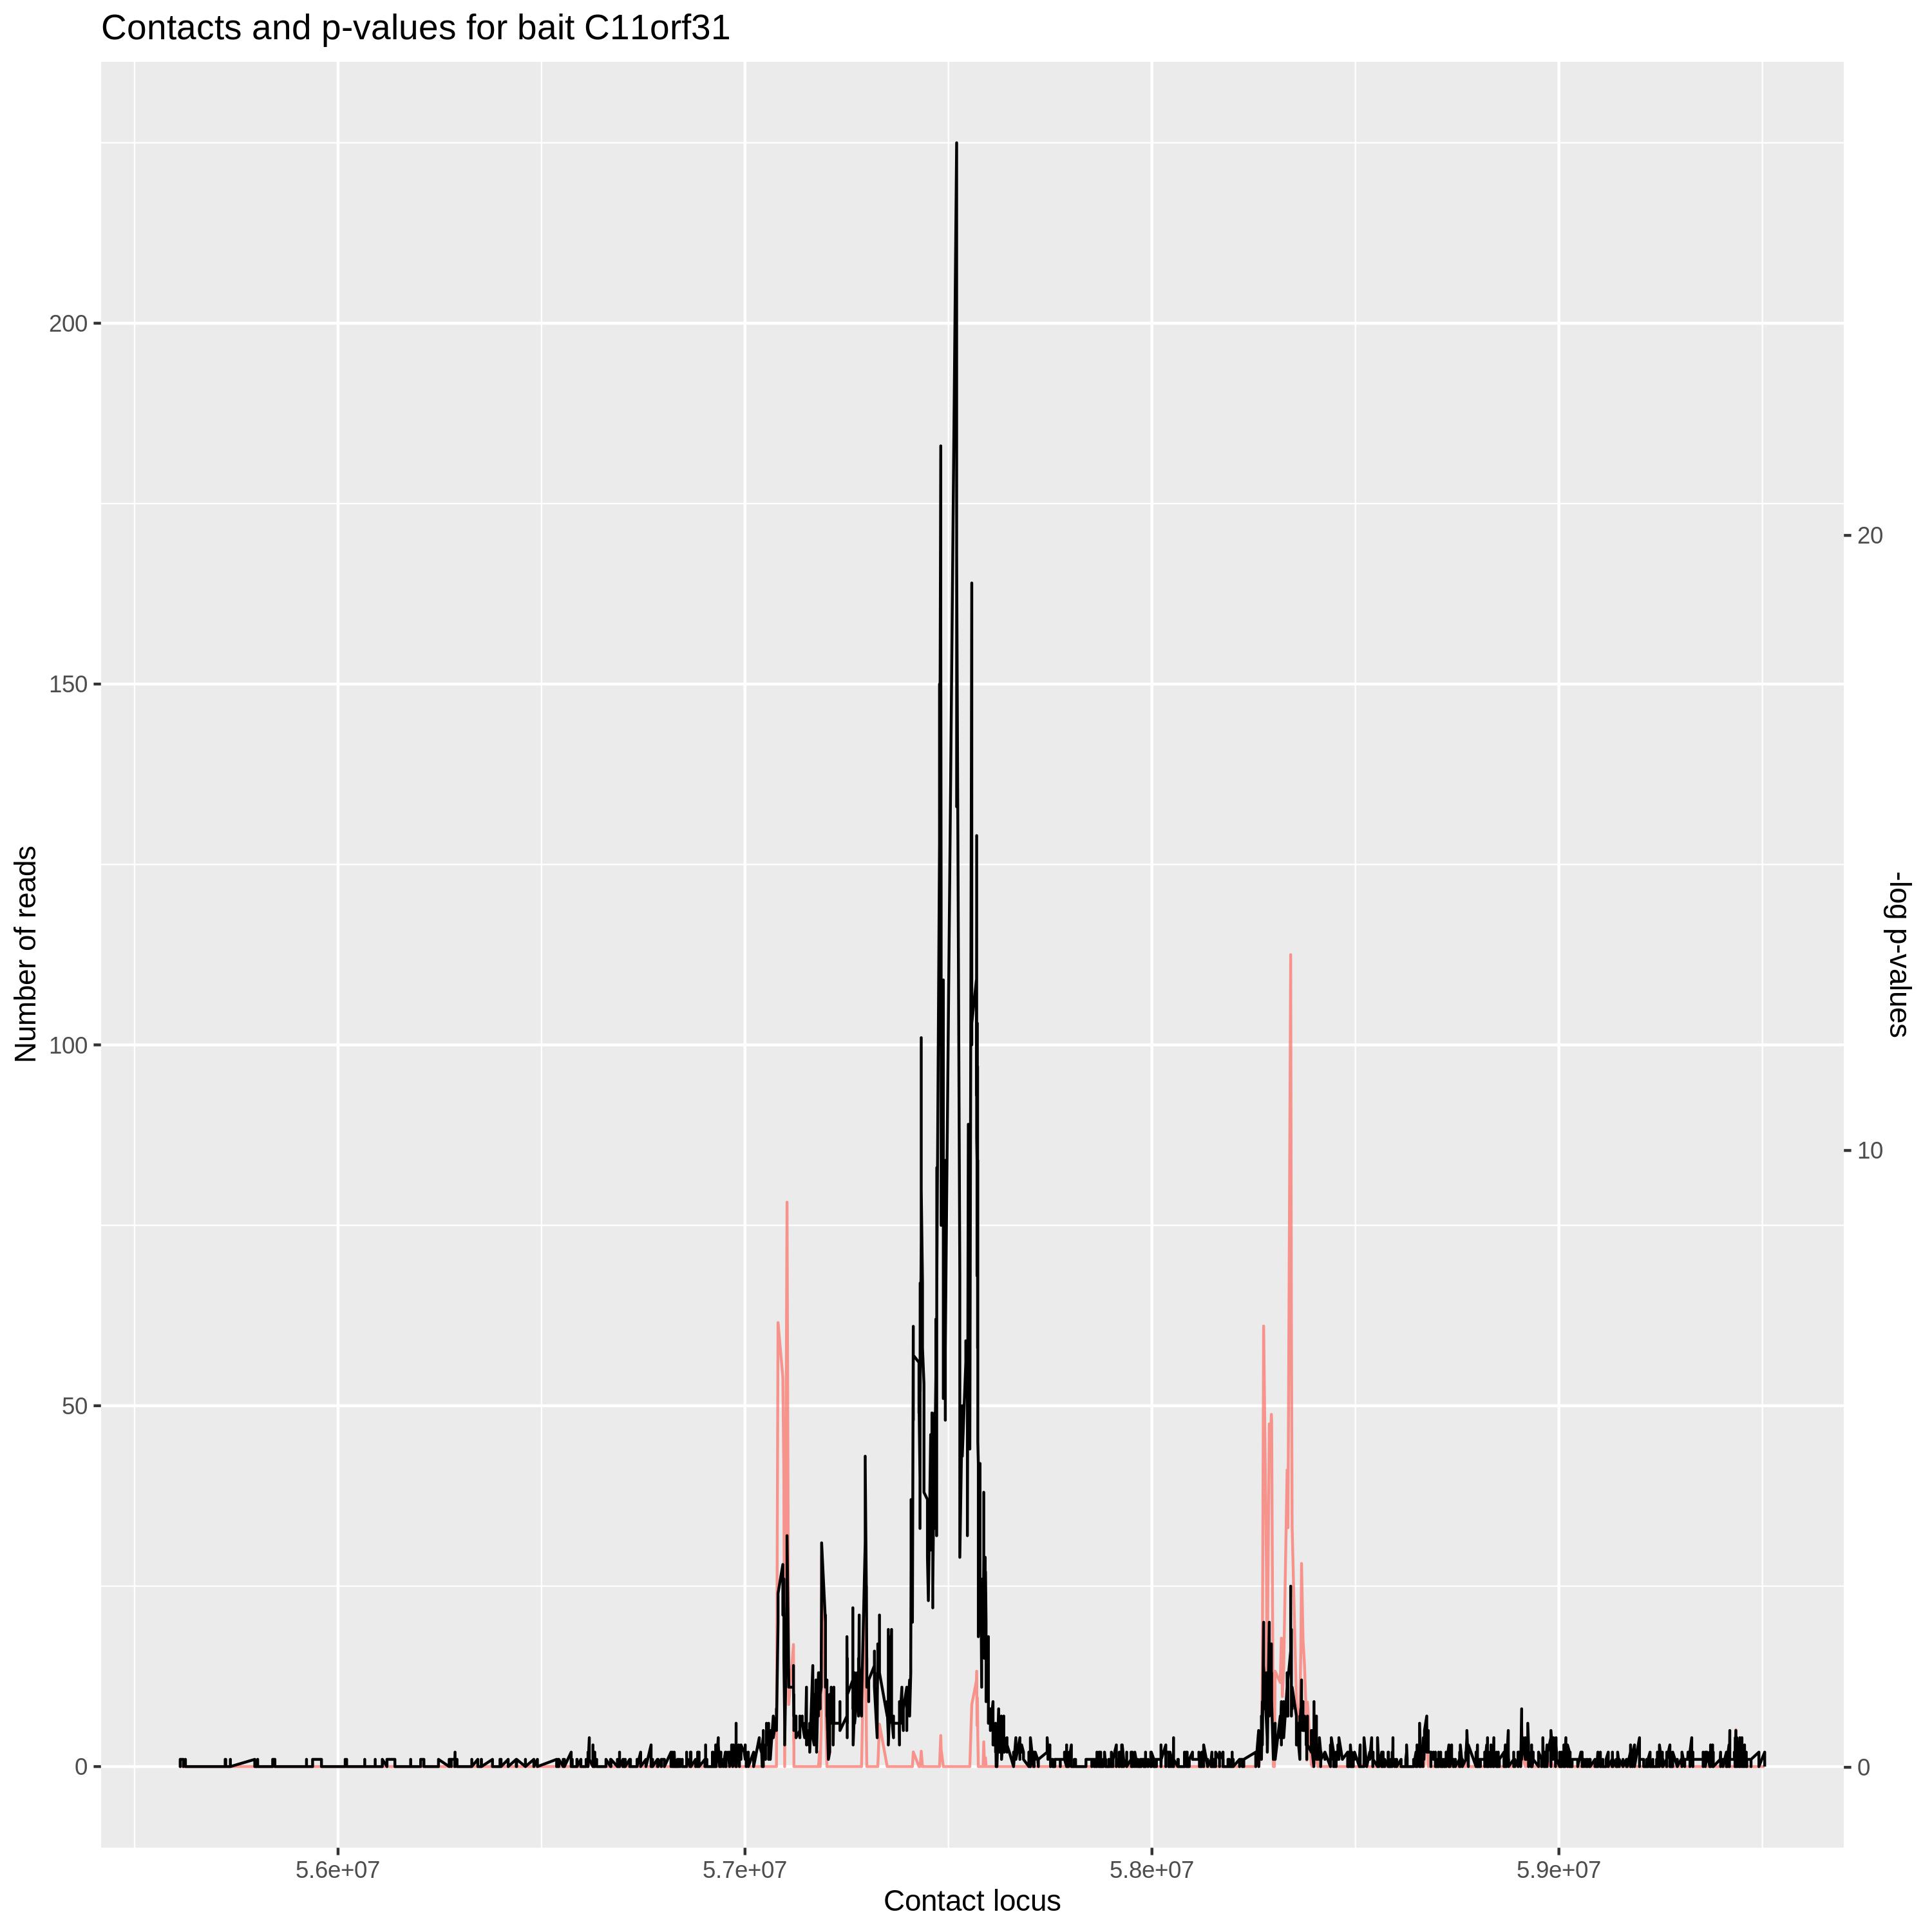 Contacts and p-values for bait C11orf31
200
150
100
50
0
Number of reads
20
10
0
-log p-values
5.6e+07 5.7e+07 5.8e+07 5.9e+07
Contact locus